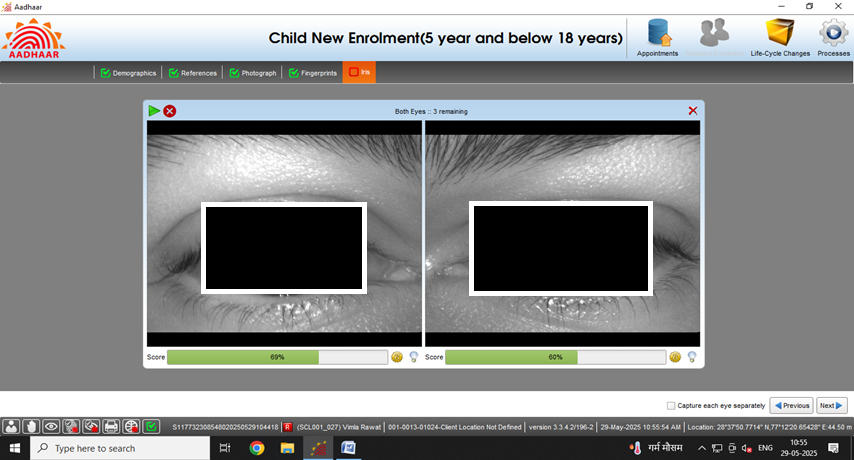 Aadhaar
AADHAAR
Child New Enrolment(5 year and below 18 years)
Appointments
Life-Cycle Changes
Processes
Demographics
References
Photograph
Fingerprints
Iris
Both Eyes :: 3 remaining
Score 69%
Score 60%
Capture each eye separately
Previous
Next
S117732308548020250529104418
R
(SCL001_027) Vimla Rawat
001-0013-01024-Client Location Not Defined
version 3.3.4.2/196-2
29-May-2025 10:55:54 AM
Location: 28°37'50.7714" N,77°12'20.65428" E:44.50 m
Type here to search
गर्म मौसम
ENG
10:55
29-05-2025